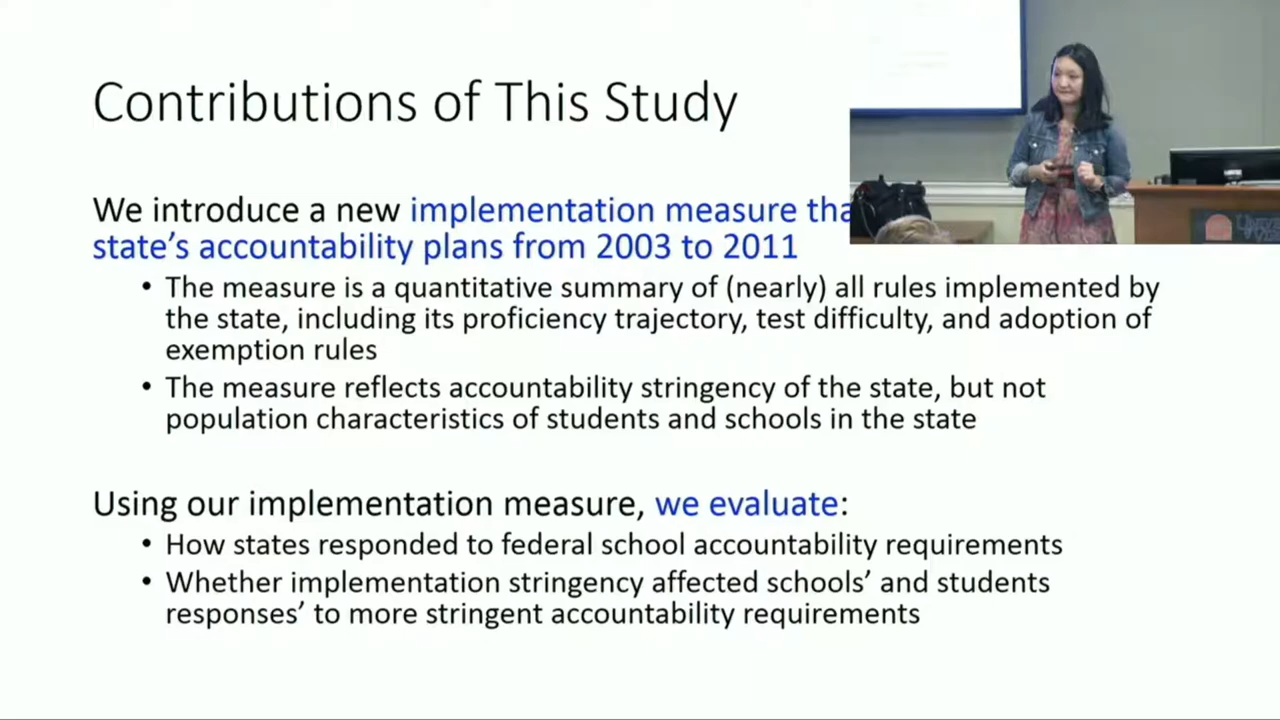 Contributions of This Study
We introduce a new implementation measure
state’s accountability plans from 2003 to 2011
• The measure is a quantitative summary of (nearly) all rules implemented by
the state, including its proficiency trajectory, test difficulty, and adoption of
exemption rules
• The measure reflects accountability stringency of the state, but not
population characteristics of students and schools in the state
Using our implementation measure, we evaluate:
• How states responded to federal school accountability requirements
• Whether implementation stringency affected schools’ and students
responses’ to more stringent accountability requirements